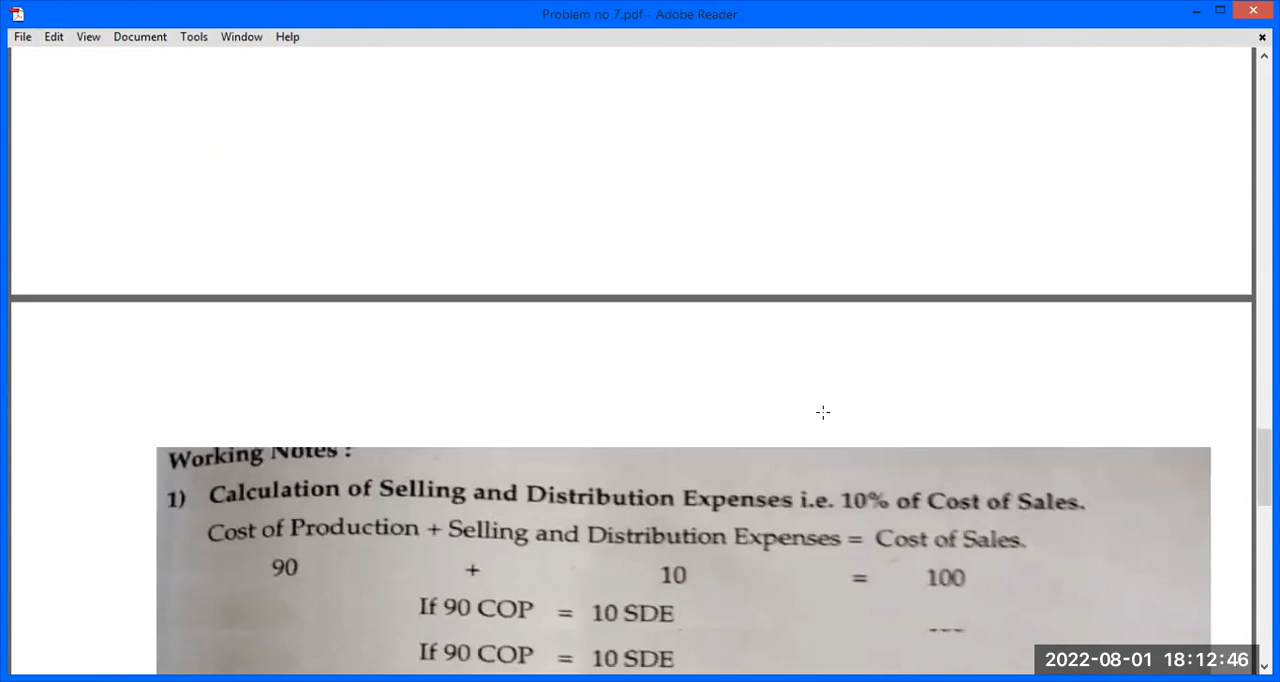 Problem no 7.pdf - Adobe Reader
File Edit View Document Tools Window Help
Working Notes :
1) Calculation of Selling and Distribution Expenses i.e. 10% of Cost of Sales.
Cost of Production + Selling and Distribution Expenses = Cost of Sales.
90 + 10 = 100
If 90 COP = 10 SDE
If 90 COP = 10 SDE
2022-08-01 18:12:46